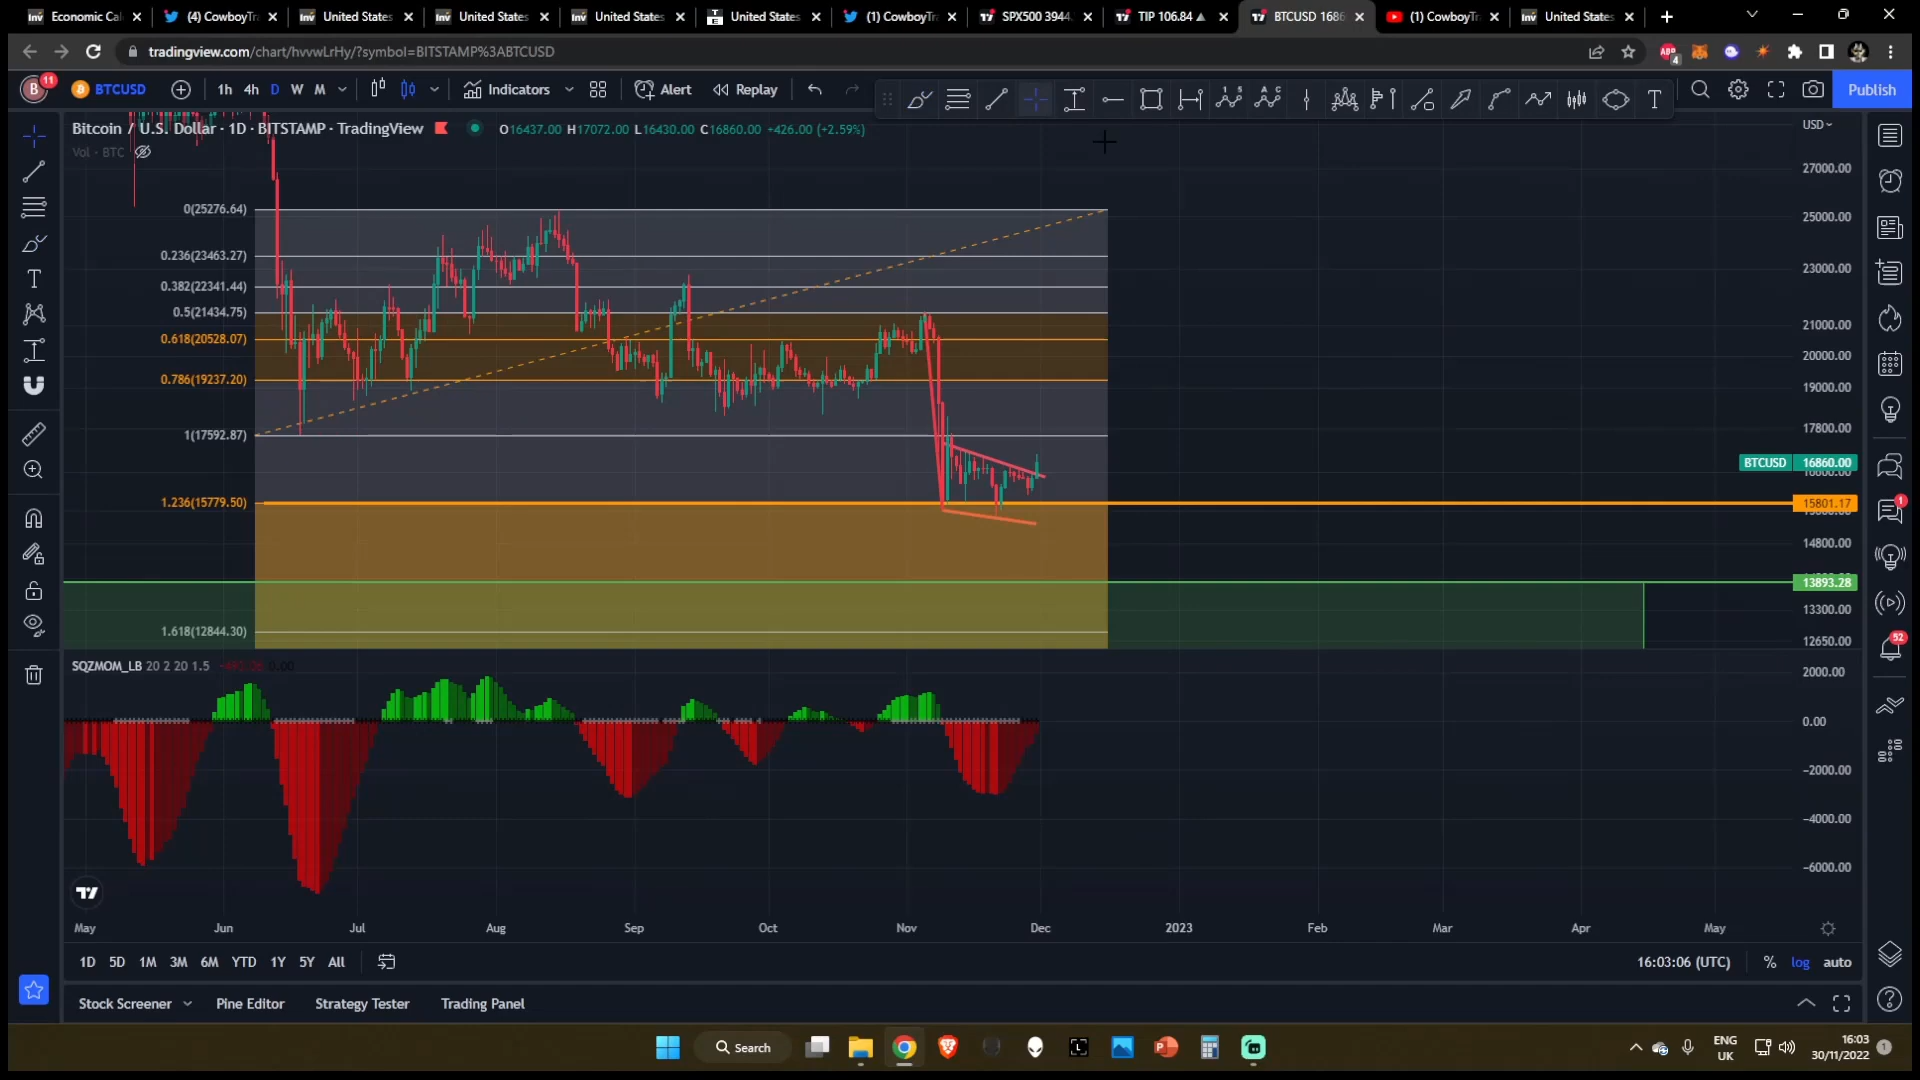 Economic Cal
(4) CowboyTr
United States
United States
United States
United States
(1) CowboyTr
SPX500 3944
TIP 106.84
BTCUSD 1686
(1) CowboyTr
United States
tradingview.com/chart/hvvwLrHy/?symbol=BITSTAMP%3ABTCUSD
B 11 BTCUSD 1h 4h D W M Indicators Alert Replay Publish
Bitcoin / U.S. Dollar · 1D · BITSTAMP · TradingView O16437.00 H17072.00 L16430.00 C16860.00 +426.00 (+2.59%)
Vol · BTC
USD
27000.00
0(25276.64)
25000.00
0.236(23463.27)
23000.00
0.382(22341.44)
0.5(21434.75)
21000.00
0.618(20528.07)
20000.00
0.786(19237.20)
19000.00
1(17592.87)
17800.00
BTCUSD 16860.00
1.236(15779.50)
15801.17
14800.00
13893.28
13300.00
1.618(12844.30)
12650.00
SQZMOM_LB 20 2 20 1.5 0.00
2000.00
0.00
−2000.00
−4000.00
−6000.00
May Jun Jul Aug Sep Oct Nov Dec 2023 Feb Mar Apr May
1D 5D 1M 3M 6M YTD 1Y 5Y All 16:03:06 (UTC) % log auto
Stock Screener Pine Editor Strategy Tester Trading Panel
Search
ENG
UK
16:03
30/11/2022
1
52